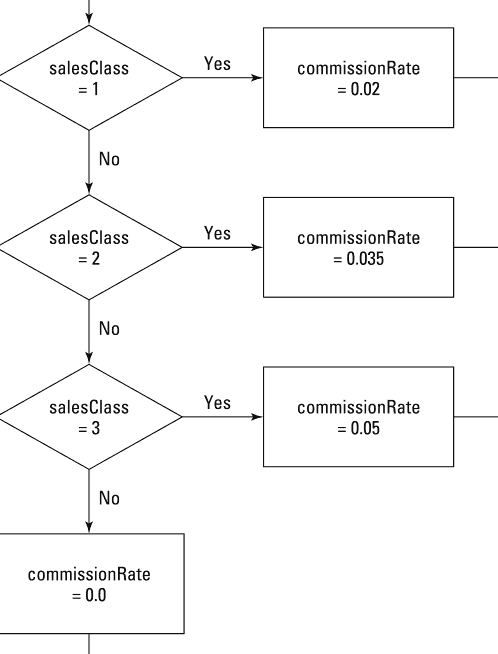 salesClass
= 1
Yes
commissionRate
= 0.02
No
salesClass
= 2
Yes
commissionRate
= 0.035
No
salesClass
= 3
Yes
commissionRate
= 0.05
No
commissionRate
= 0.0